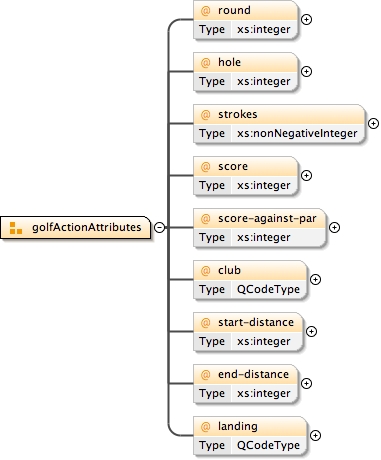 @ round
Type xs:integer
@ hole
Type xs:integer
@ strokes
Type xs:nonNegativeInteger
@ score
Type xs:integer
golfActionAttributes
@ score-against-par
Type xs:integer
@ club
Type QCodeType
@ start-distance
Type xs:integer
@ end-distance
Type xs:integer
@ landing
Type QCodeType